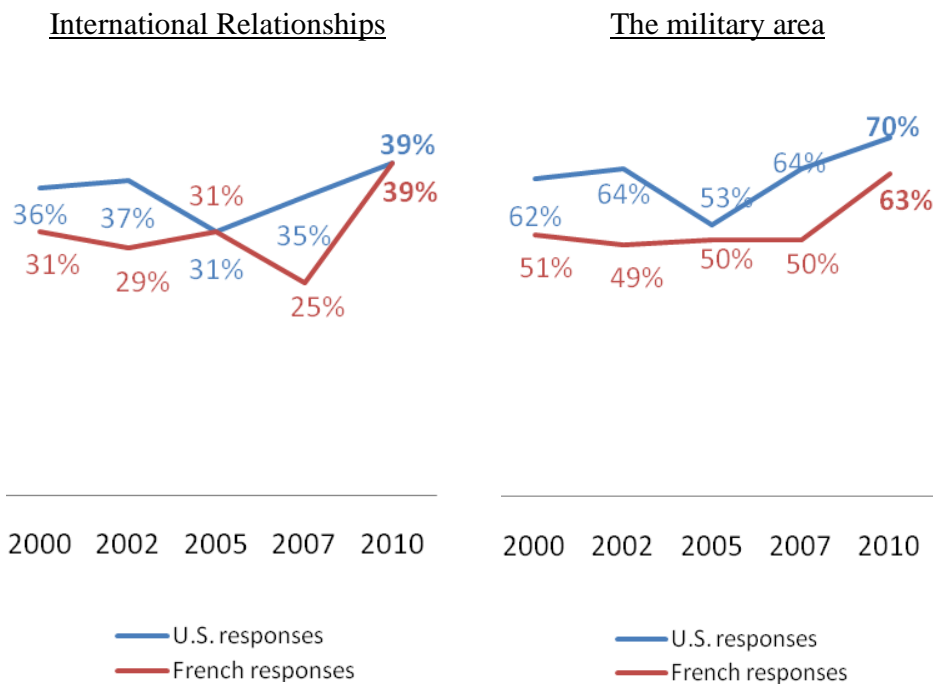 International Relationships
36%
37%
31%
35%
39%
31%
29%
31%
25%
39%
2000 2002 2005 2007 2010
U.S. responses
French responses
The military area
62%
64%
53%
64%
70%
51%
49%
50%
50%
63%
2000 2002 2005 2007 2010
U.S. responses
French responses